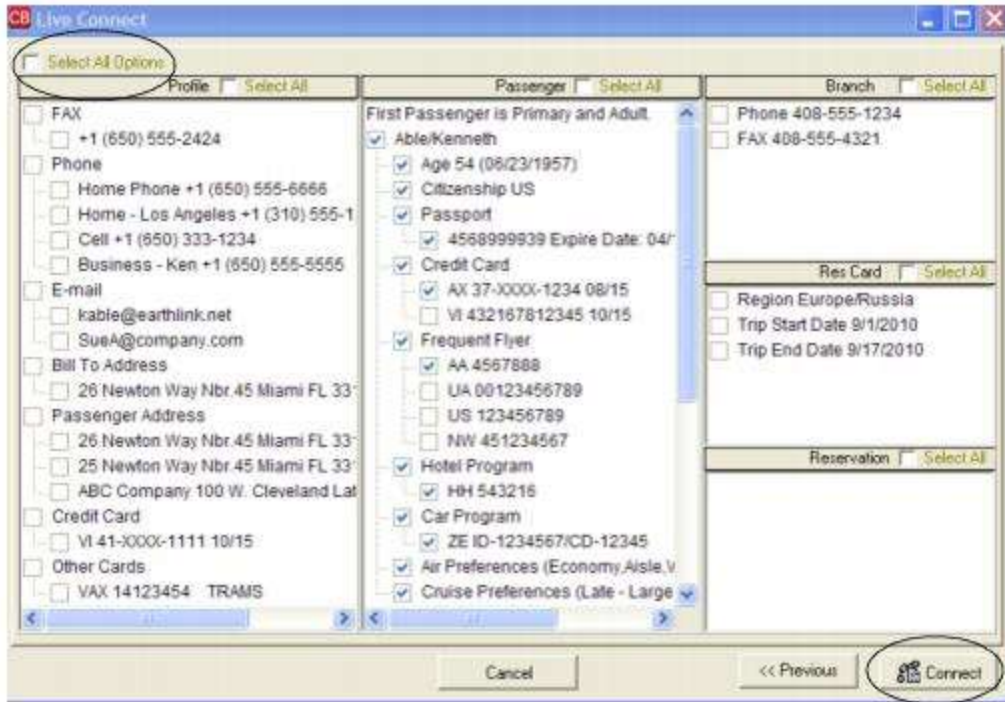 CB Live Connect
Select All Options
Profile Select All
FAX
+1 (650) 555-2424
Phone
Home Phone +1 (650) 555-6666
Home - Los Angeles +1 (310) 555-1
Cell +1 (650) 333-1234
Business - Ken +1 (650) 555-5555
E-mail
kable@earthlink.net
SueA@company.com
Bill To Address
26 Newton Way Nbr.45 Miami FL 331
Passenger Address
26 Newton Way Nbr.45 Miami FL 331
25 Newton Way Nbr.45 Miami FL 331
ABC Company 100 W. Cleveland Lat
Credit Card
VI 41-XXXX-1111 10/15
Other Cards
VAX 14123454 TRAMS
Passenger Select All
First Passenger is Primary and Adult.
Able/Kenneth
Age 54 (06/23/1957)
Citizenship US
Passport
4568999939 Expire Date: 04/
Credit Card
AX 37-XXXX-1234 08/15
VI 432167812345 10/15
Frequent Flyer
AA 4567888
UA 00123456789
US 123456789
NW 451234567
Hotel Program
HH 543216
Car Program
ZE ID-1234567/CD-12345
Air Preferences (Economy,Aisle,V
Cruise Preferences (Late - Large
Branch Select All
Phone 408-555-1234
FAX 408-555-4321
Res Card Select All
Region Europe/Russia
Trip Start Date 9/1/2010
Trip End Date 9/17/2010
Reservation Select All
Cancel
<< Previous
Connect